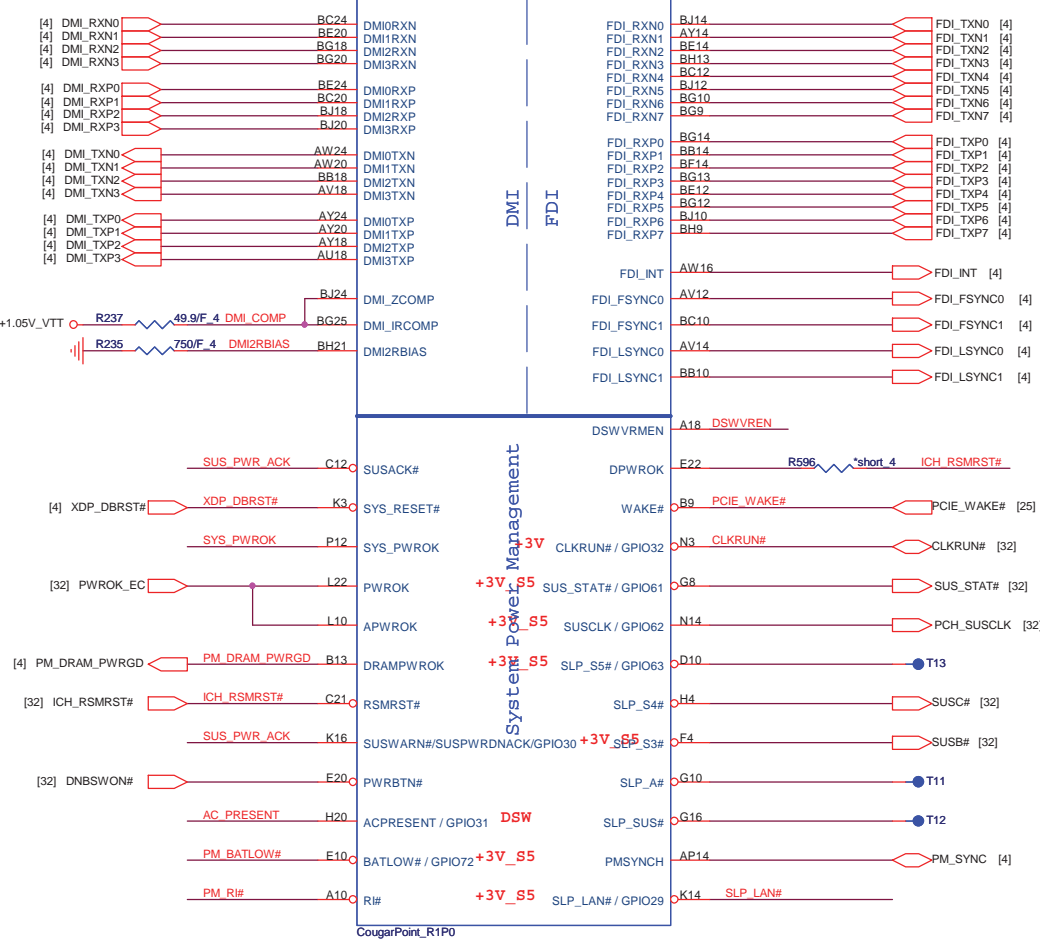 [4] DMI_RXN0 BC24 DMI0RXN FDI_RXN0 BJ14 FDI_TXN0 [4]
[4] DMI_RXN1 BE20 DMI1RXN FDI_RXN1 AY14 FDI_TXN1 [4]
[4] DMI_RXN2 BG18 DMI2RXN FDI_RXN2 BE14 FDI_TXN2 [4]
[4] DMI_RXN3 BG20 DMI3RXN FDI_RXN3 BH13 FDI_TXN3 [4]
FDI_RXN4 BC12 FDI_TXN4 [4]
[4] DMI_RXP0 BE24 DMI0RXP FDI_RXN5 BJ12 FDI_TXN5 [4]
[4] DMI_RXP1 BC20 DMI1RXP FDI_RXN6 BG10 FDI_TXN6 [4]
[4] DMI_RXP2 BJ18 DMI2RXP FDI_RXN7 BG9 FDI_TXN7 [4]
[4] DMI_RXP3 BJ20 DMI3RXP
FDI_RXP0 BG14 FDI_TXP0 [4]
[4] DMI_TXN0 AW24 DMI0TXN FDI_RXP1 BB14 FDI_TXP1 [4]
[4] DMI_TXN1 AW20 DMI1TXN FDI_RXP2 BF14 FDI_TXP2 [4]
[4] DMI_TXN2 BB18 DMI2TXN FDI_RXP3 BG13 FDI_TXP3 [4]
[4] DMI_TXN3 AV18 DMI3TXN FDI_RXP4 BE12 FDI_TXP4 [4]
FDI_RXP5 BG12 FDI_TXP5 [4]
[4] DMI_TXP0 AY24 DMI0TXP FDI_RXP6 BJ10 FDI_TXP6 [4]
[4] DMI_TXP1 AY20 DMI1TXP FDI_RXP7 BH9 FDI_TXP7 [4]
[4] DMI_TXP2 AY18 DMI2TXP
[4] DMI_TXP3 AU18 DMI3TXP
DMI
FDI
FDI_INT AW16 FDI_INT [4]
BJ24 DMI_ZCOMP FDI_FSYNC0 AV12 FDI_FSYNC0 [4]
+1.05V_VTT R237 49.9/F_4 DMI_COMP BG25 DMI_IRCOMP FDI_FSYNC1 BC10 FDI_FSYNC1 [4]
R235 750/F_4 DMI2RBIAS BH21 DMI2RBIAS FDI_LSYNC0 AV14 FDI_LSYNC0 [4]
FDI_LSYNC1 BB10 FDI_LSYNC1 [4]
DSWVRMEN A18 DSWVREN
System Power Management
SUS_PWR_ACK C12 SUSACK# DPWROK E22 R596 *short_4 ICH_RSMRST#
[4] XDP_DBRST# XDP_DBRST# K3 SYS_RESET# WAKE# B9 PCIE_WAKE# PCIE_WAKE# [25]
SYS_PWROK P12 SYS_PWROK +3V CLKRUN# / GPIO32 N3 CLKRUN# CLKRUN# [32]
[32] PWROK_EC L22 PWROK +3V_S5 SUS_STAT# / GPIO61 G8 SUS_STAT# [32]
L10 APWROK +3V_S5 SUSCLK / GPIO62 N14 PCH_SUSCLK [32]
[4] PM_DRAM_PWRGD PM_DRAM_PWRGD B13 DRAMPWROK +3V_S5 SLP_S5# / GPIO63 D10 T13
[32] ICH_RSMRST# ICH_RSMRST# C21 RSMRST# SLP_S4# H4 SUSC# [32]
SUS_PWR_ACK K16 SUSWARN#/SUSPWRDNACK/GPIO30 +3V_S5 SLP_S3# F4 SUSB# [32]
[32] DNBSWON# E20 PWRBTN# SLP_A# G10 T11
AC_PRESENT H20 ACPRESENT / GPIO31 DSW SLP_SUS# G16 T12
PM_BATLOW# E10 BATLOW# / GPIO72 +3V_S5 PMSYNCH AP14 PM_SYNC [4]
PM_RI# A10 RI# +3V_S5 SLP_LAN# / GPIO29 K14 SLP_LAN#
CougarPoint_R1P0